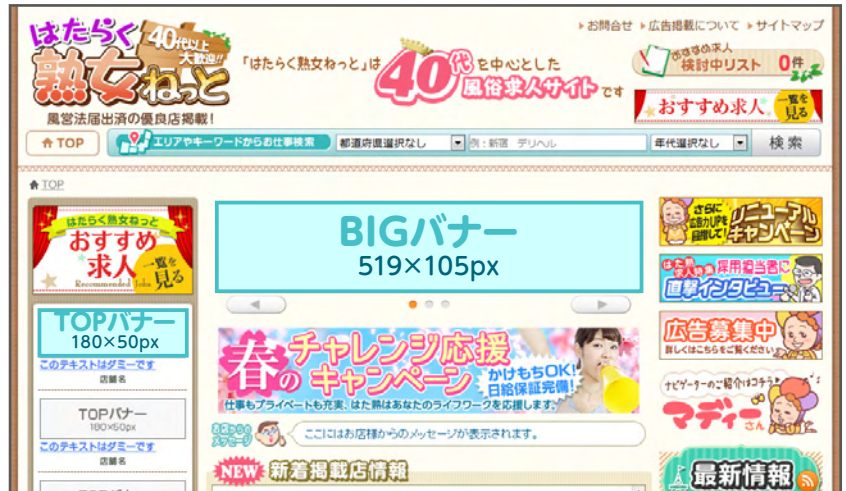 はたらく
40代以上
大歓迎!!
熟女ねっと
風営法届出済の優良店掲載!
「はたらく熟女ねっと」は
40代を中心とした
風俗求人サイトです
お問合せ
広告掲載について
サイトマップ
おすすめ求人
検討中リスト 0件
おすすめ求人 一覧を見る
TOP
エリアやキーワードからお仕事検索
都道府県選択なし
例:新宿 デリヘル
年代選択なし
検索
TOP
はたらく熟女ねっと
おすすめ
求人
一覧を見る
Recommended Jobs
BIGバナー
519×105px
さらに
広告力UPを
目指して!
リニューアル
キャンペーン
はた熟
求人特集
採用担当者に
直撃インタビュー
TOPバナー
180×50px
このテキストはダミーです
店舗名
TOPバナー
180×50px
このテキストはダミーです
店舗名
春の
チャレンジ応援
キャンペーン
かけもちOK!
日給保証完備!
仕事もプライベートも充実、はた熟はあなたのライフワークを応援します。
広告募集中
詳しくはこちらをご覧ください
お店からの
メッセージ
ここにはお店様からのメッセージが表示されます。
ナビゲーターのご紹介はコチラ
マディーさん
NEW 新着掲載店情報
最新情報